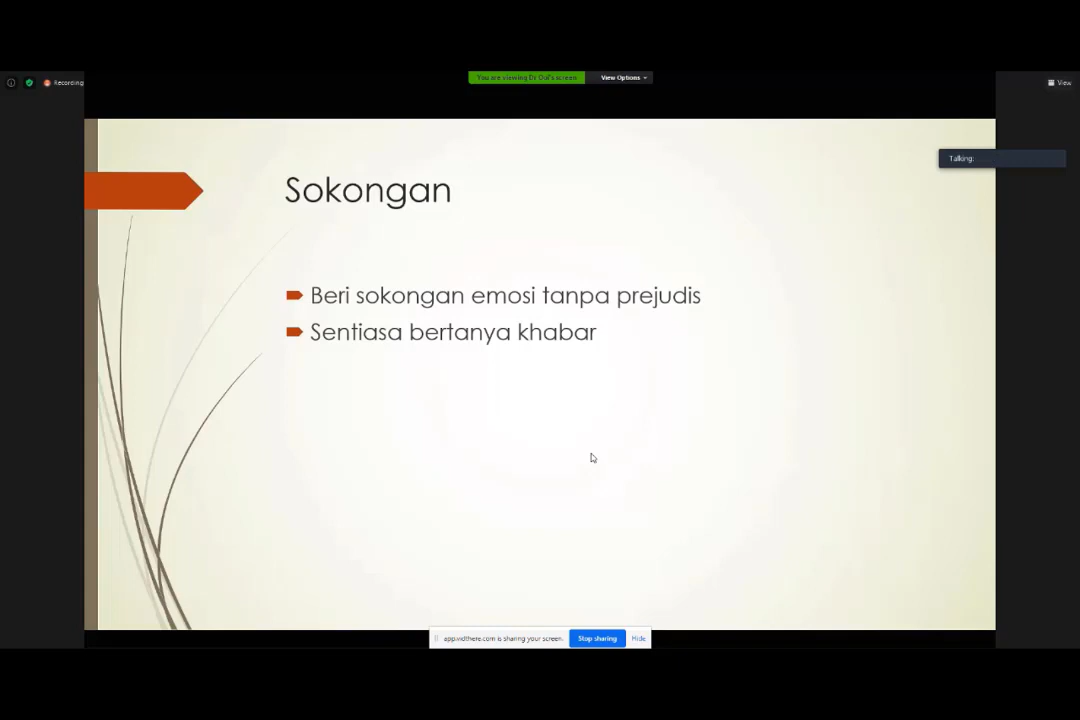 You are viewing Dr Ooi's screen
View Options
Recording
View
Talking:
Sokongan
Beri sokongan emosi tanpa prejudis
Sentiasa bertanya khabar
app.vidthere.com is sharing your screen.
Stop sharing
Hide